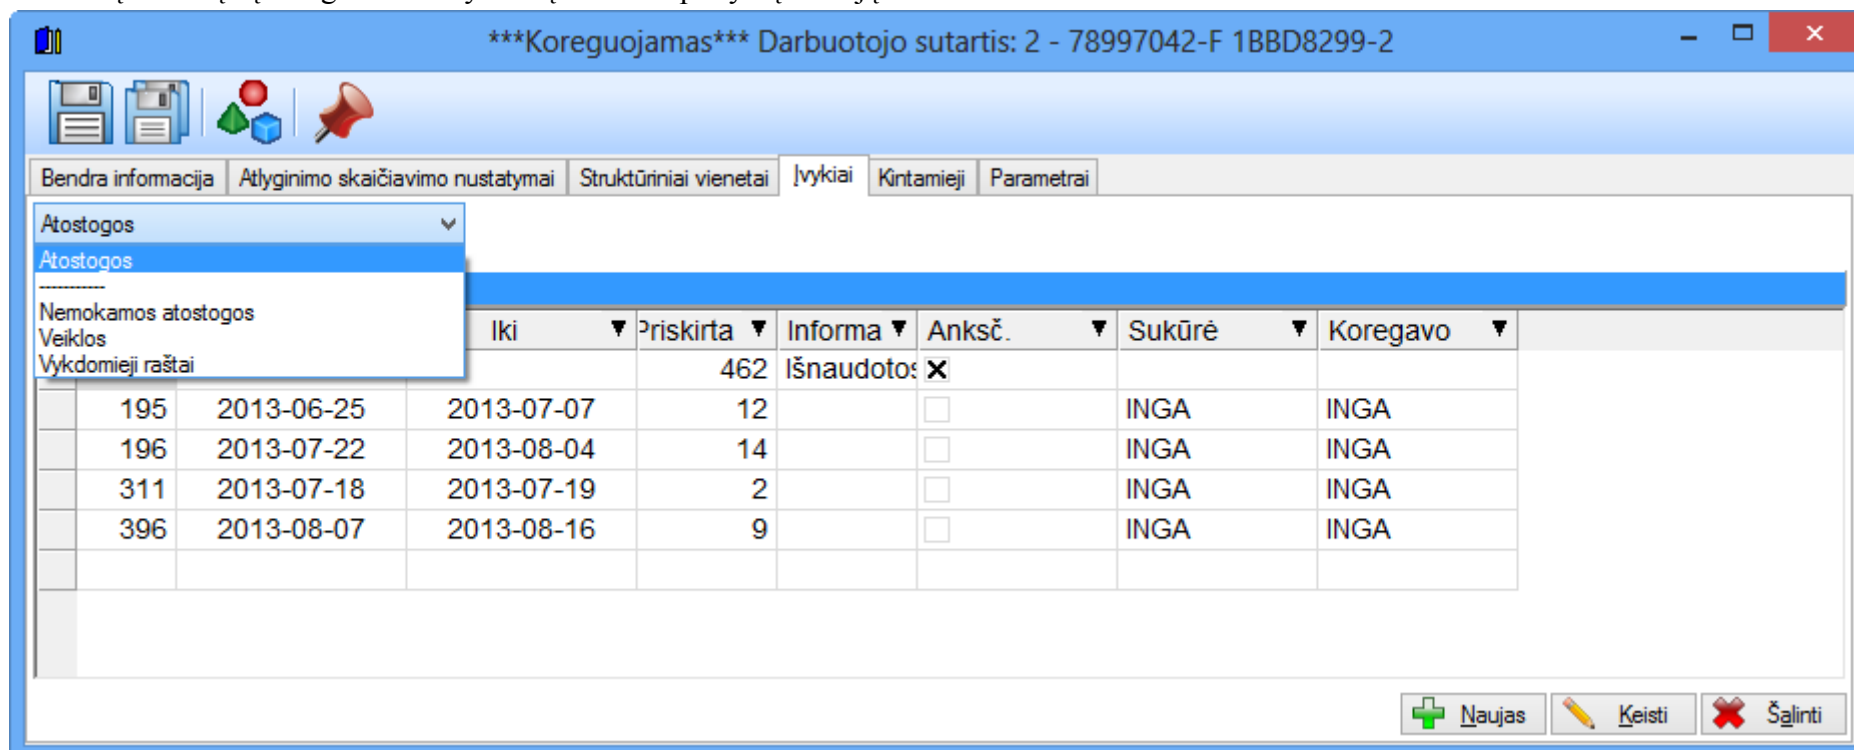 ***Koreguojamas*** Darbuotojo sutartis: 2 - 78997042-F 1BBD8299-2
Bendra informacija Atlyginimo skaičiavimo nustatymai Struktūriniai vienetai Įvykiai Kintamieji Parametrai
Atostogos
Atostogos
-----------
Nemokamos atostogos
Veiklos
Vykdomieji raštai
Iki Priskirta Informa Anksč. Sukūrė Koregavo
462 Išnaudotos
195 2013-06-25 2013-07-07 12 INGA INGA
196 2013-07-22 2013-08-04 14 INGA INGA
311 2013-07-18 2013-07-19 2 INGA INGA
396 2013-08-07 2013-08-16 9 INGA INGA
Naujas Keisti Šalinti